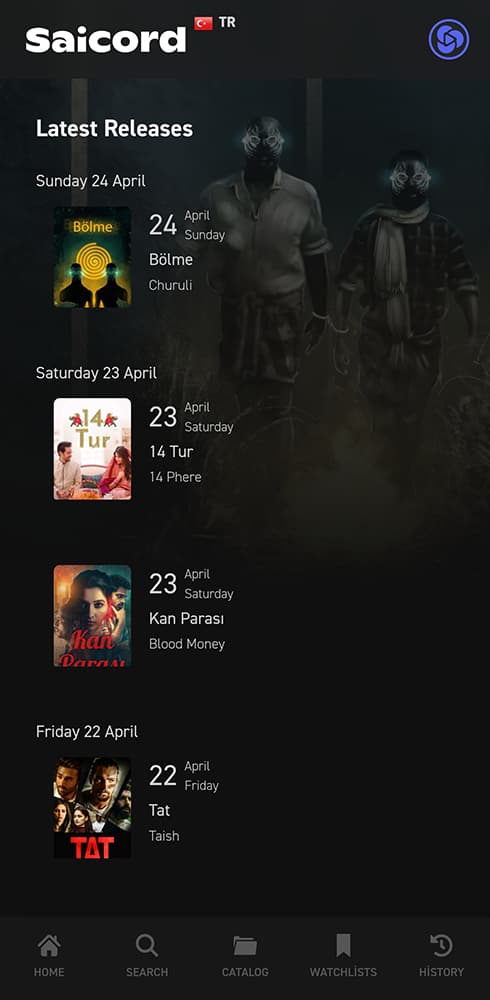 Saicord TR
Latest Releases
Sunday 24 April
Bölme
24 April
Sunday
Bölme
Churuli
Saturday 23 April
14
Tur
23 April
Saturday
14 Tur
14 Phere
Kan
Parası
23 April
Saturday
Kan Parası
Blood Money
Friday 22 April
TAT
22 April
Friday
Tat
Taish
HOME SEARCH CATALOG WATCHLİSTS HİSTORY